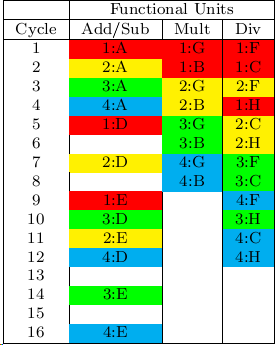 Functional Units
Cycle Add/Sub Mult Div
1 1:A 1:G 1:F
2 2:A 1:B 1:C
3 3:A 2:G 2:F
4 4:A 2:B 1:H
5 1:D 3:G 2:C
6 3:B 2:H
7 2:D 4:G 3:F
8 4:B 3:C
9 1:E 4:F
10 3:D 3:H
11 2:E 4:C
12 4:D 4:H
13
14 3:E
15
16 4:E